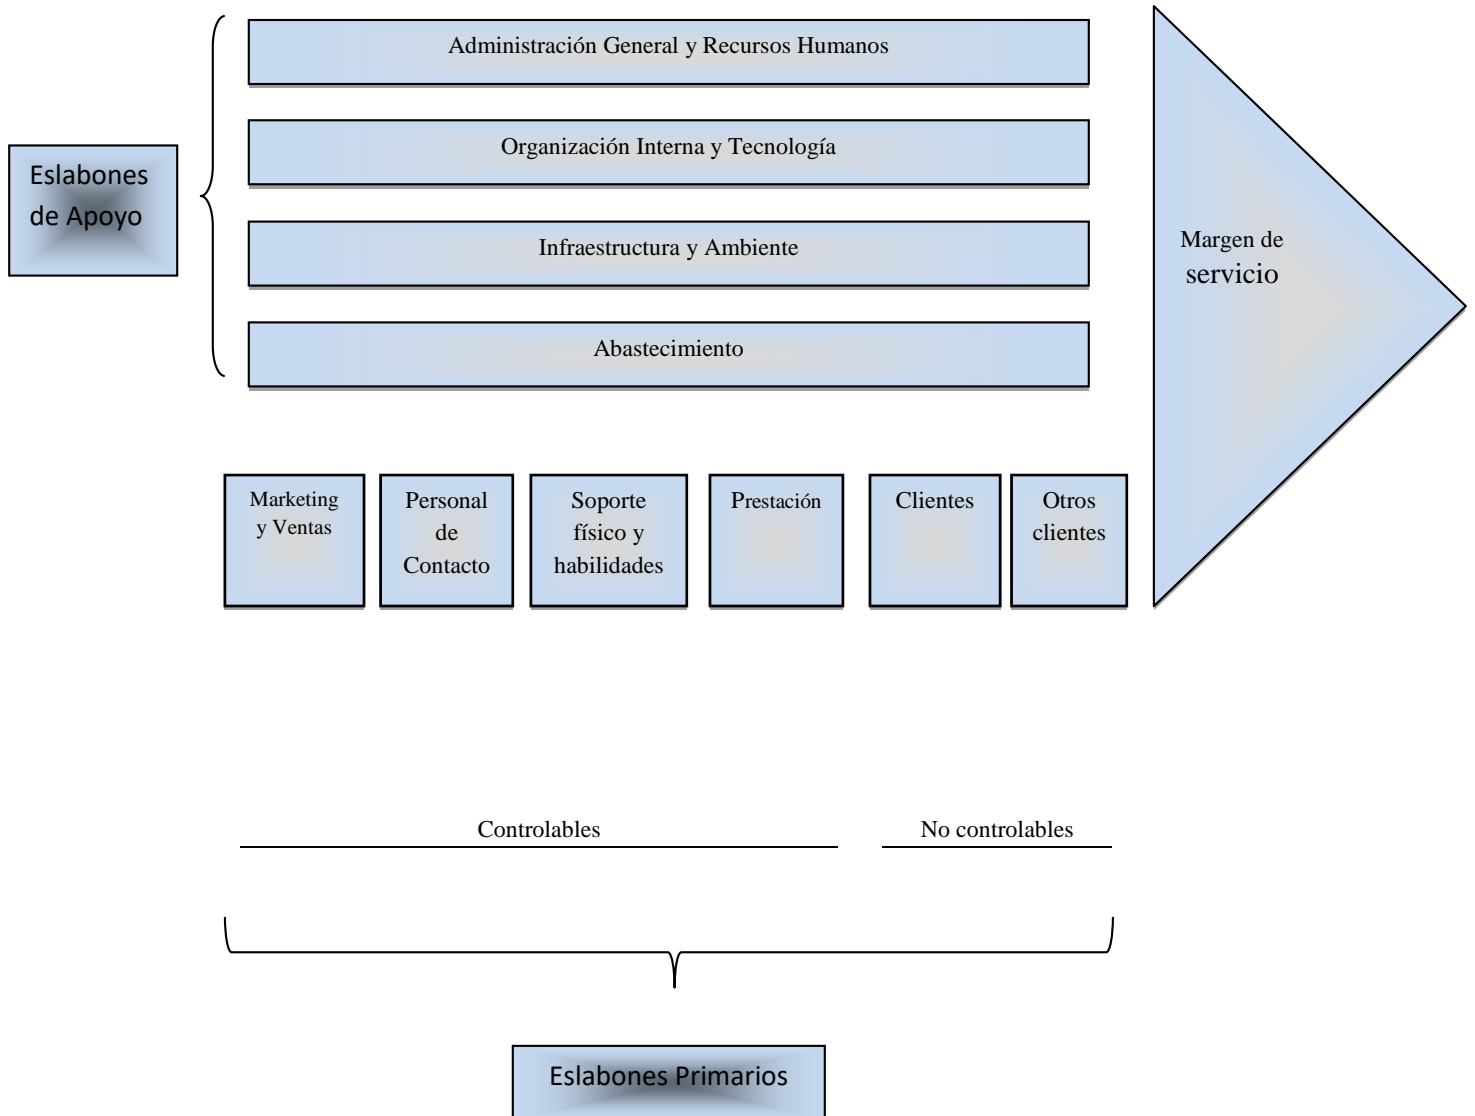 Administración General y Recursos Humanos
Organización Interna y Tecnología
Eslabones
de Apoyo
Infraestructura y Ambiente
Margen de
servicio
Abastecimiento
Marketing
y Ventas
Personal
de
Contacto
Soporte
físico y
habilidades
Prestación
Clientes
Otros
clientes
Controlables
No controlables
Eslabones Primarios